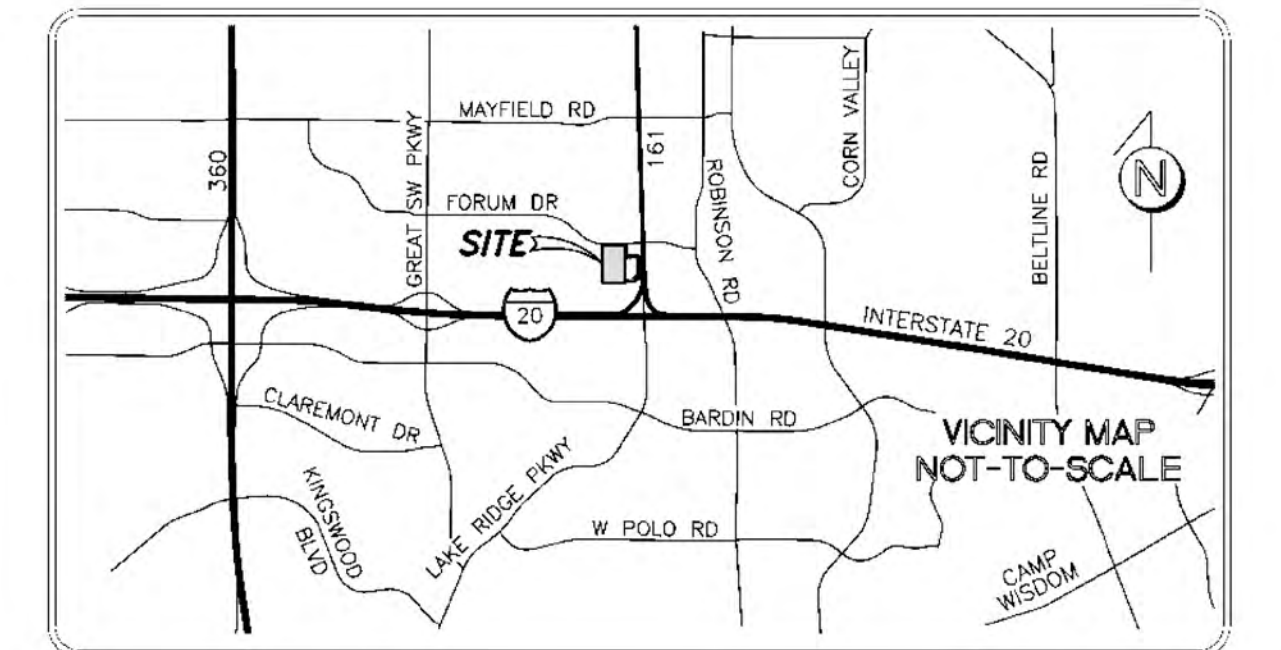 MAYFIELD RD
360
GREAT SW PKWY
161
CORN VALLEY
ROBINSON RD
BELTLINE RD
N
FORUM DR
SITE
20
INTERSTATE 20
CLAREMONT DR
BARDIN RD
VICINITY MAP
NOT-TO-SCALE
KINGSWOOD
BLVD
LAKE RIDGE PKWY
W POLO RD
CAMP
WISDOM